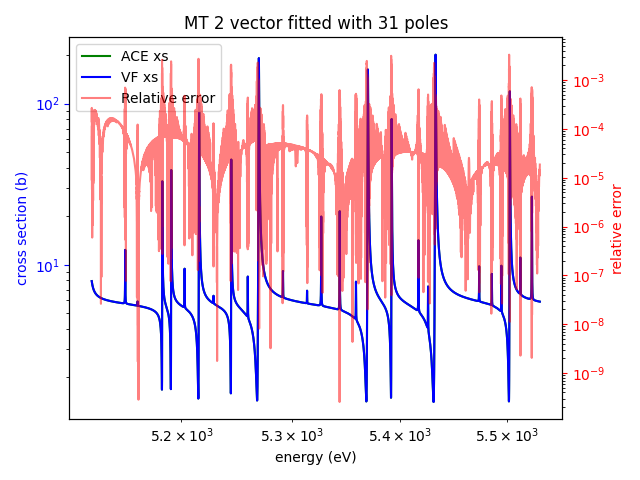 MT 2 vector fitted with 31 poles
ACE xs
VF xs
Relative error
cross section (b)
10²
10¹
relative error
10⁻³
10⁻⁴
10⁻⁵
10⁻⁶
10⁻⁷
10⁻⁸
10⁻⁹
5.2 × 10³ 5.3 × 10³ 5.4 × 10³ 5.5 × 10³
energy (eV)